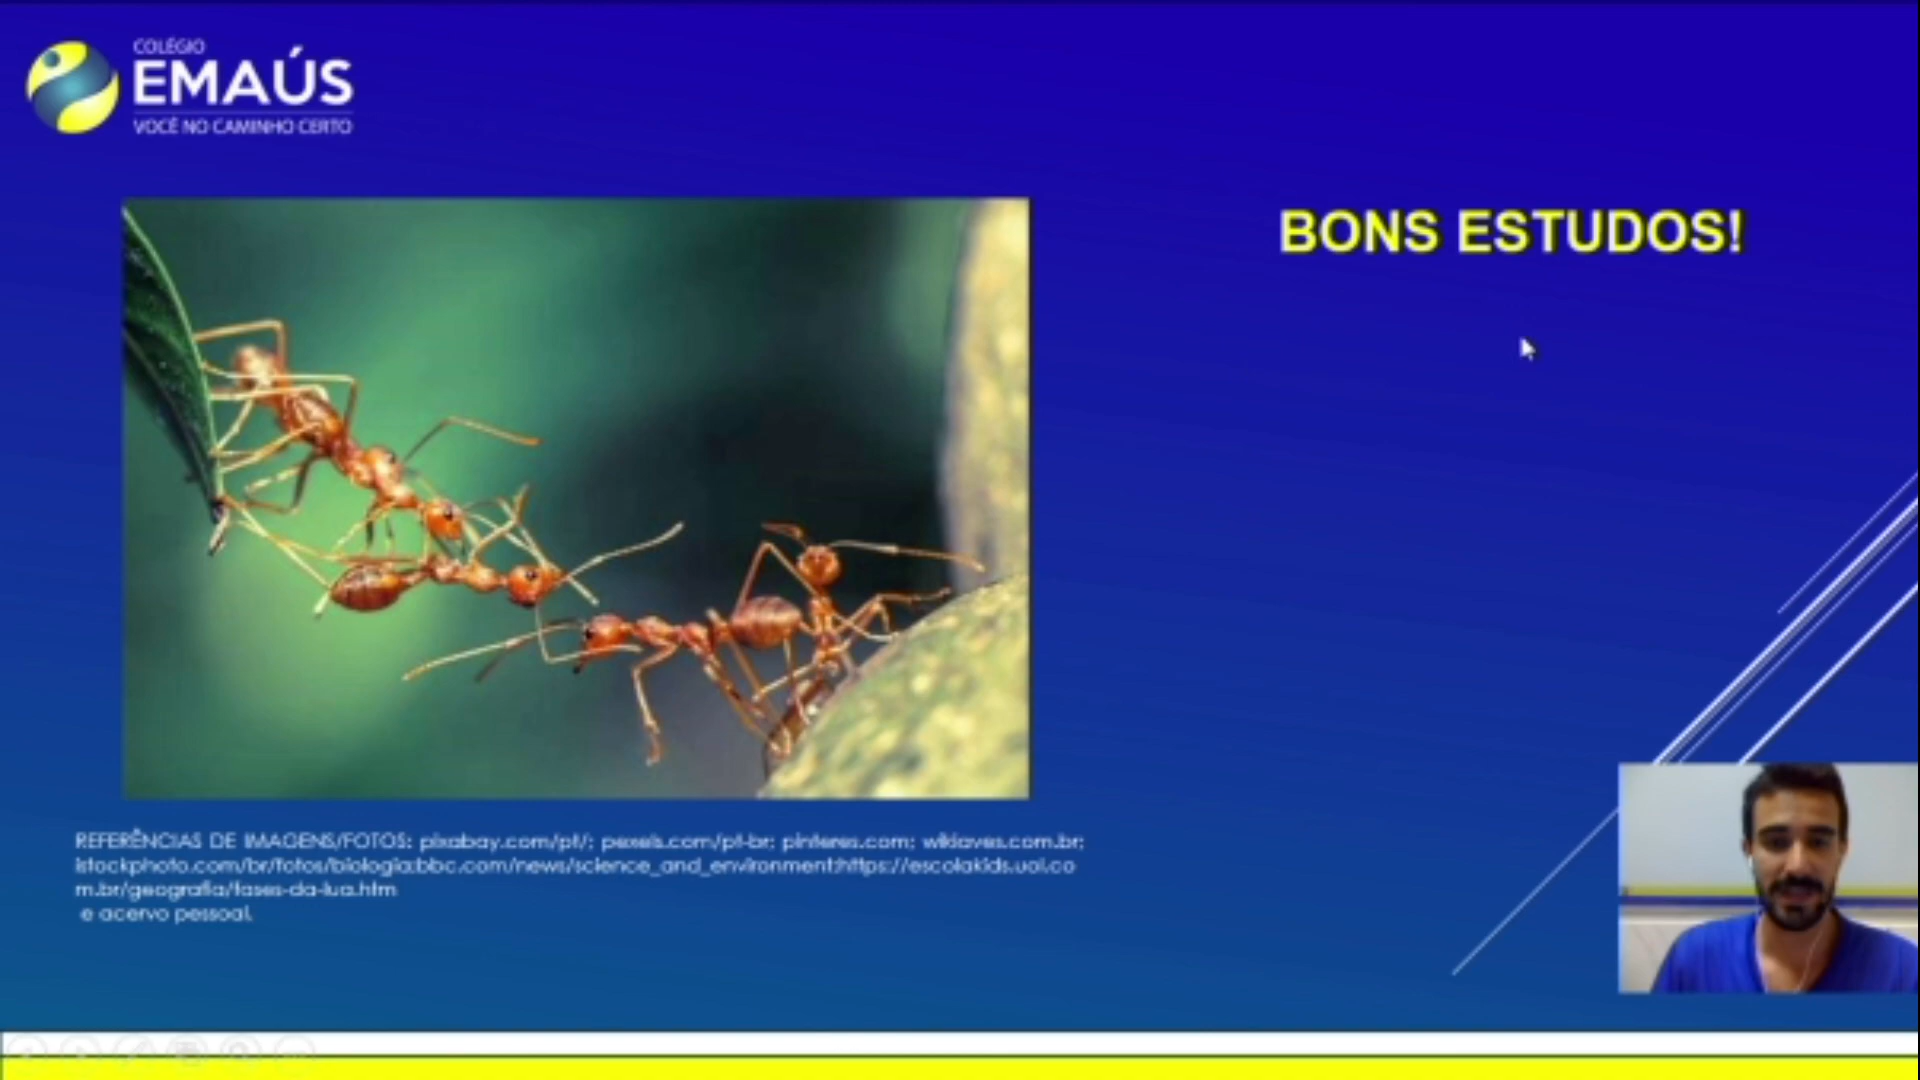 COLÉGIO
EMAÚS
VOCÊ NO CAMINHO CERTO
BONS ESTUDOS!
REFERÊNCIAS DE IMAGENS/FOTOS: pixabay.com/pt/; pexels.com/pt-br; pinteres.com; wikiaves.com.br;
istockphoto.com/br/fotos/biologia;bbc.com/news/science_and_environment;https://escolakids.uol.co
m.br/geografia/fases-da-lua.htm
e acervo pessoal.